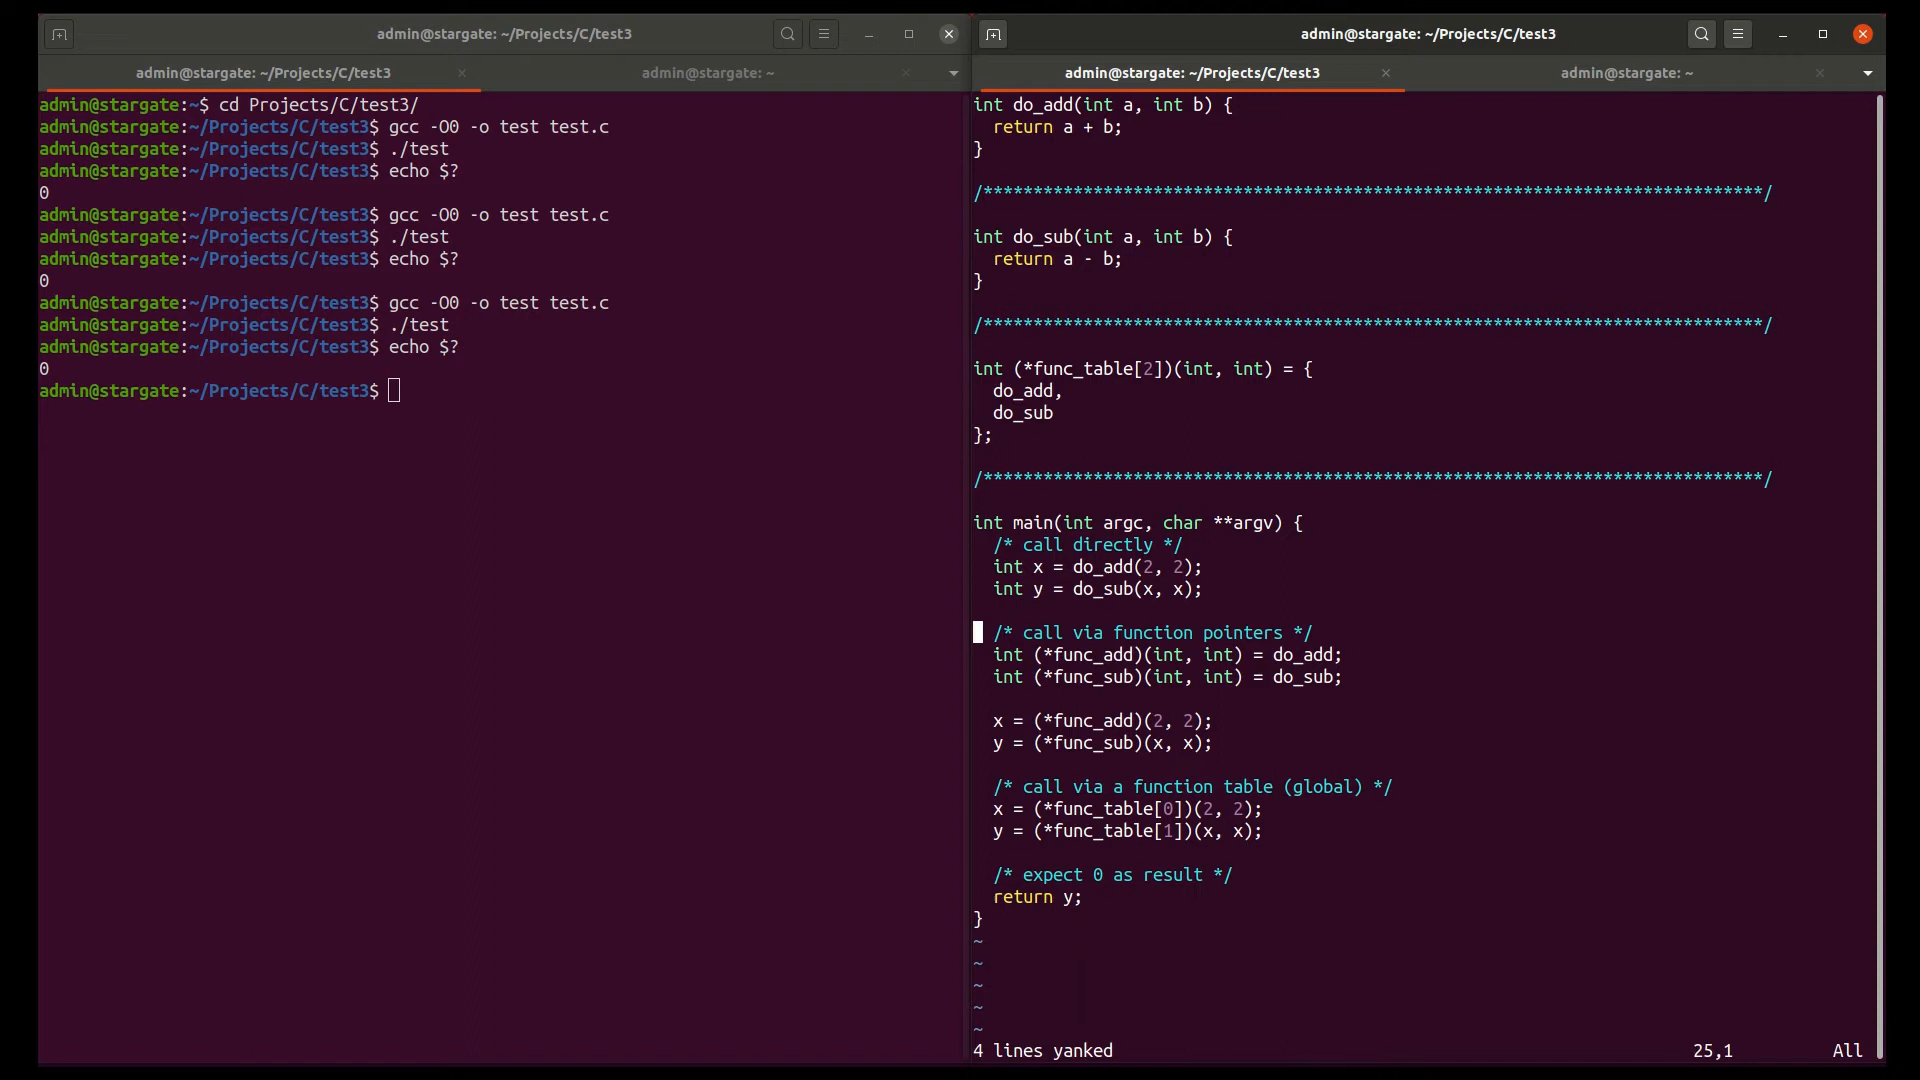 admin@stargate: ~/Projects/C/test3
admin@stargate: ~/Projects/C/test3
admin@stargate: ~
admin@stargate:~$ cd Projects/C/test3/
admin@stargate:~/Projects/C/test3$ gcc -O0 -o test test.c
admin@stargate:~/Projects/C/test3$ ./test
admin@stargate:~/Projects/C/test3$ echo $?
0
admin@stargate:~/Projects/C/test3$ gcc -O0 -o test test.c
admin@stargate:~/Projects/C/test3$ ./test
admin@stargate:~/Projects/C/test3$ echo $?
0
admin@stargate:~/Projects/C/test3$ gcc -O0 -o test test.c
admin@stargate:~/Projects/C/test3$ ./test
admin@stargate:~/Projects/C/test3$ echo $?
0
admin@stargate:~/Projects/C/test3$
admin@stargate: ~/Projects/C/test3
admin@stargate: ~/Projects/C/test3
admin@stargate: ~
int do_add(int a, int b) {
  return a + b;
}
/******************************************************************************/
int do_sub(int a, int b) {
  return a - b;
}
/******************************************************************************/
int (*func_table[2])(int, int) = {
  do_add,
  do_sub
};
/******************************************************************************/
int main(int argc, char **argv) {
  /* call directly */
  int x = do_add(2, 2);
  int y = do_sub(x, x);
  /* call via function pointers */
  int (*func_add)(int, int) = do_add;
  int (*func_sub)(int, int) = do_sub;
  x = (*func_add)(2, 2);
  y = (*func_sub)(x, x);
  /* call via a function table (global) */
  x = (*func_table[0])(2, 2);
  y = (*func_table[1])(x, x);
  /* expect 0 as result */
  return y;
}
~
~
~
~
~
4 lines yanked 25,1 All